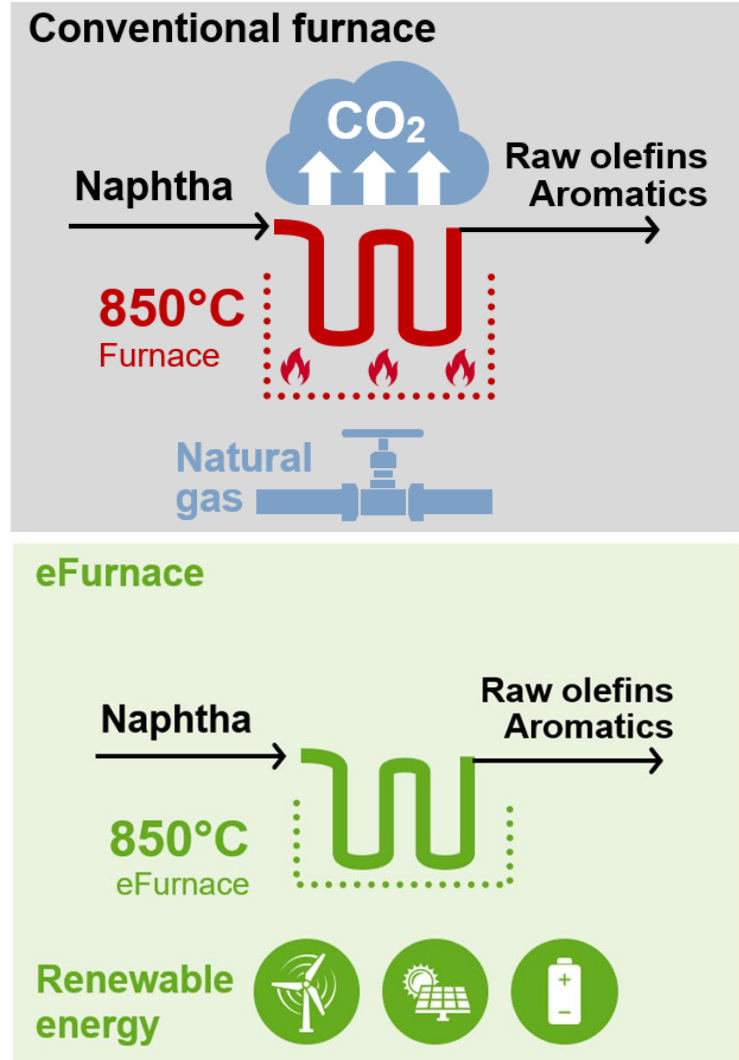 Conventional furnace
CO₂
Naphtha
Raw olefins
Aromatics
850°C
Furnace
Natural
gas
eFurnace
Naphtha
Raw olefins
Aromatics
850°C
eFurnace
Renewable
energy
+
−